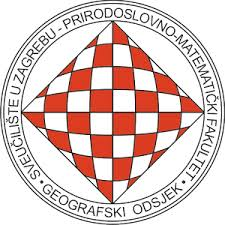 SVEUČILIŠTE U ZAGREBU - PRIRODOSLOVNO-MATEMATIČKI FAKULTET
• GEOGRAFSKI ODSJEK •